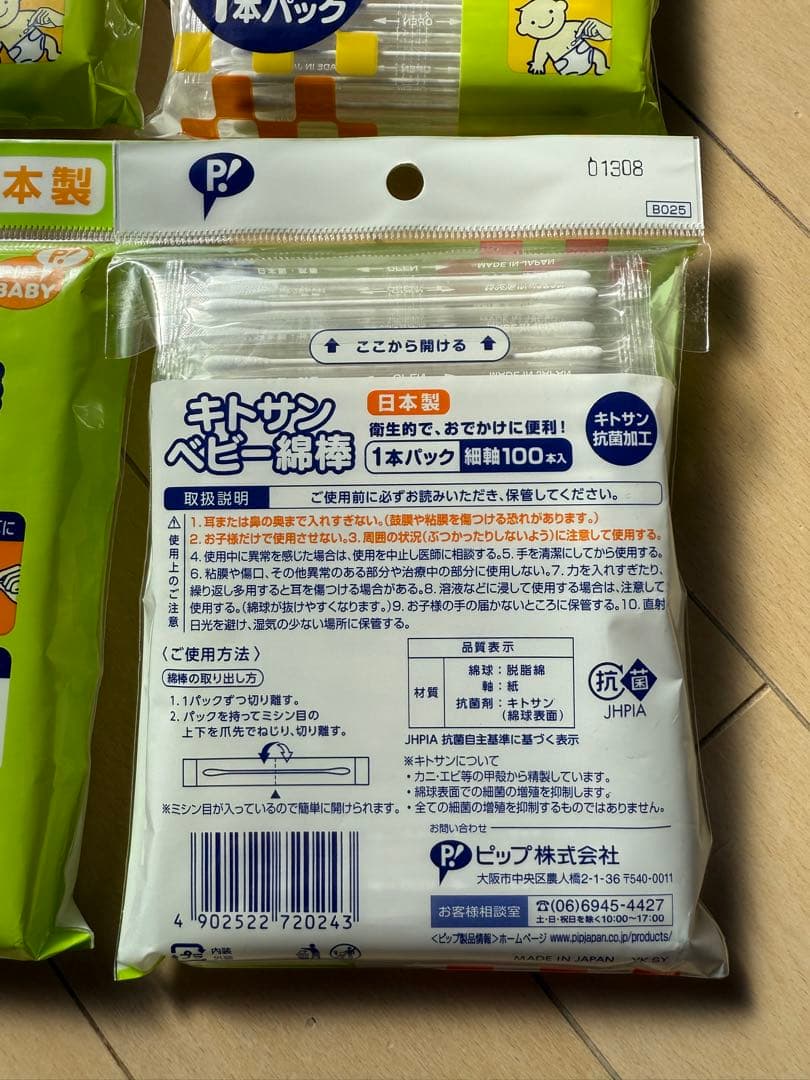 1本パック
OPEN
MADE IN JA
OPEN
P!
01308
B025
本製
P!
BABY
日本製
OPEN
MADE IN JAPAN
ここから開ける
OPEN
MADE IN JAPAN
キトサン
ベビー綿棒
日本製
衛生的で、おでかけに便利！
1本パック 細軸100本入
キトサン
抗菌加工
取扱説明 ご使用前に必ずお読みいただき、保管してください。
使用上のご注意
1. 耳または鼻の奥まで入れすぎない。(鼓膜や粘膜を傷つける恐れがあります。)
2. お子様だけで使用させない。3. 周囲の状況(ぶつかったりしないよう)に注意して使用する。
4. 使用中に異常を感じた場合は、使用を中止し医師に相談する。5. 手を清潔にしてから使用する。
6. 粘膜や傷口、その他異常のある部分や治療中の部分に使用しない。7. 力を入れすぎたり、
繰り返し多用すると耳を傷つける場合がある。8. 溶液などに浸して使用する場合は、注意して
使用する。(綿球が抜けやすくなります。)9. お子様の手の届かないところに保管する。10. 直射
日光を避け、湿気の少ない場所に保管する。
〈ご使用方法〉
綿棒の取り出し方
1. 1パックずつ切り離す。
2. パックを持ってミシン目の
上下を爪先でねじり、切り離す。
※ミシン目が入っているので簡単に開けられます。
品質表示
材質
綿球：脱脂綿
軸：紙
抗菌剤：キトサン
(綿球表面)
抗菌
JHPIA
JHPIA 抗菌自主基準に基づく表示
※キトサンについて
・カニ・エビ等の甲殻から精製しています。
・綿球表面での細菌の増殖を抑制します。
・全ての細菌の増殖を抑制するものではありません。
お問い合わせ
P! ピップ株式会社
大阪市中央区農人橋2-1-36 〒540-0011
お客様相談室 ☎(06)6945-4427
土・日・祝日を除く10:00〜17:00
<ピップ製品情報>ホームページ www.pipjapan.co.jp/products/
4 902522 720243
内装
MADE IN JAPAN YK-SY
に